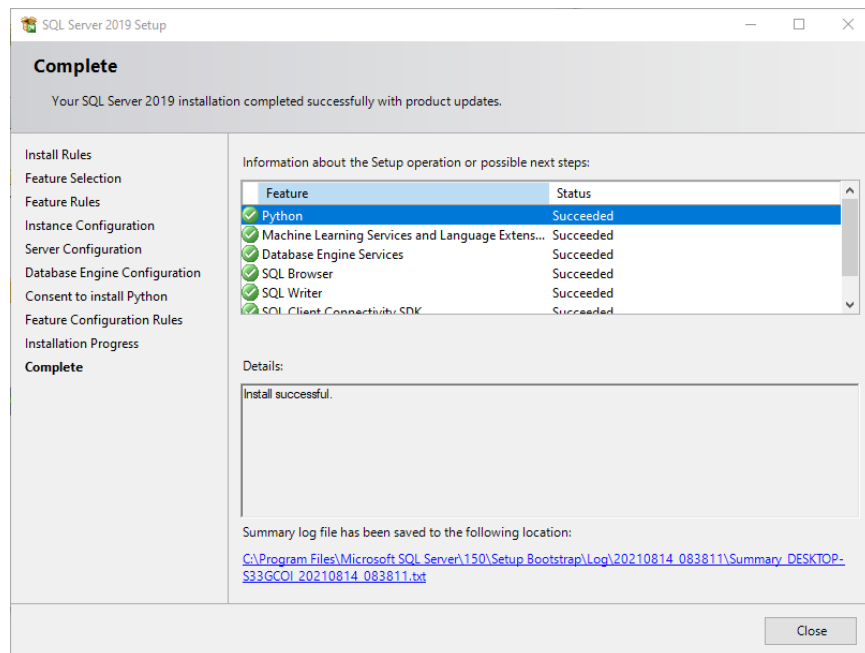 SQL Server 2019 Setup
Complete
Your SQL Server 2019 installation completed successfully with product updates.
Install Rules
Feature Selection
Feature Rules
Instance Configuration
Server Configuration
Database Engine Configuration
Consent to install Python
Feature Configuration Rules
Installation Progress
Complete
Information about the Setup operation or possible next steps:
Feature Status
Python Succeeded
Machine Learning Services and Language Extens... Succeeded
Database Engine Services Succeeded
SQL Browser Succeeded
SQL Writer Succeeded
SQL Client Connectivity SDK Succeeded
Details:
Install successful.
Summary log file has been saved to the following location:
C:\Program Files\Microsoft SQL Server\150\Setup Bootstrap\Log\20210814_083811\Summary_DESKTOP-
S33GCOI_20210814_083811.txt
Close